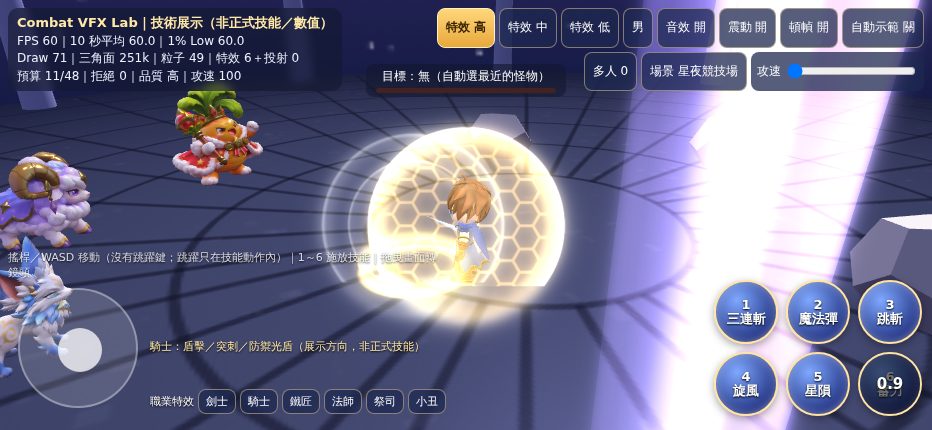 Combat VFX Lab｜技術展示（非正式技能／數值）
FPS 60｜10 秒平均 60.0｜1% Low 60.0
Draw 71｜三角面 251k｜粒子 49｜特效 6＋投射 0
預算 11/48｜拒絕 0｜品質 高｜攻速 100
特效 高
特效 中
特效 低
男
音效 開
震動 開
頓幀 開
自動示範 關
多人 0
場景 星夜競技場
攻速
目標：無（自動選最近的怪物）
搖桿／WASD 移動（沒有跳躍鍵；跳躍只在技能動作內）｜1～6 施放技能｜拖曳畫面轉
鏡頭
騎士：盾擊／突刺／防禦光盾（展示方向，非正式技能）
職業特效
劍士
騎士
鐵匠
法師
祭司
小丑
1
三連斬
2
魔法彈
3
跳斬
4
旋風
5
星隕
0.9